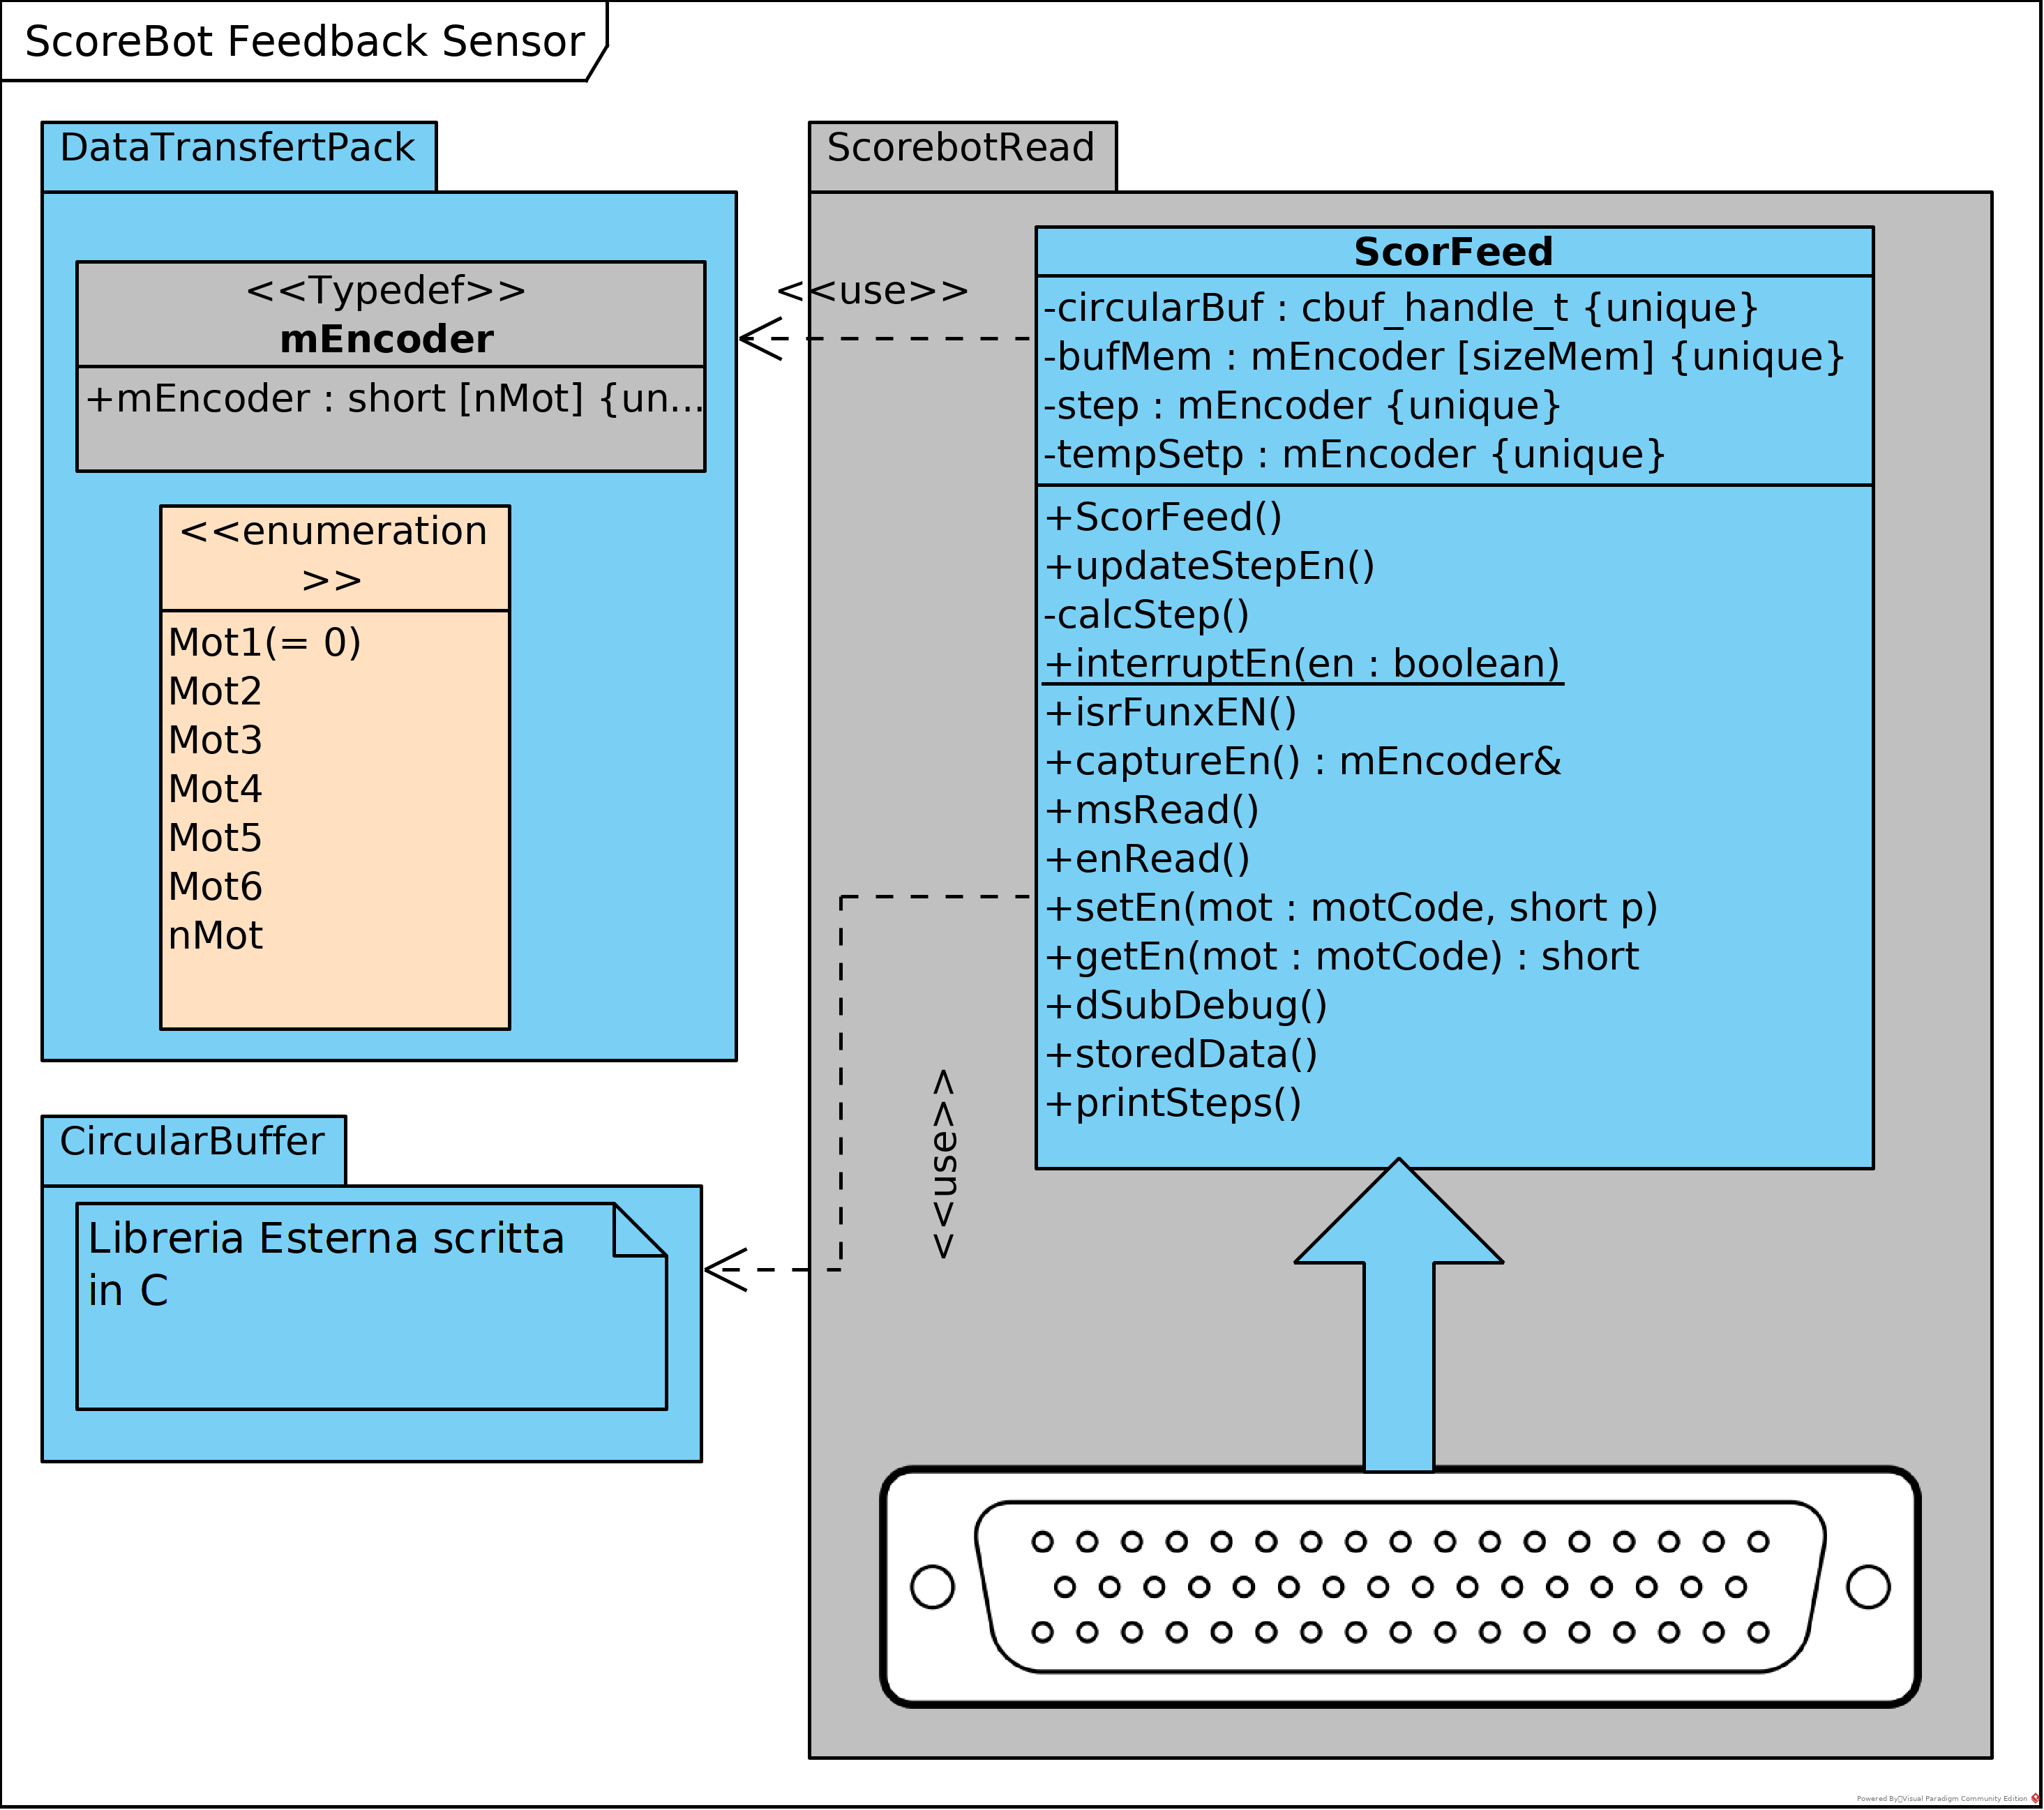 ScoreBot Feedback Sensor
DataTransfertPack
<<Typedef>>
mEncoder
+mEncoder : short [nMot] {un...
<<enumeration
>>
Mot1(= 0)
Mot2
Mot3
Mot4
Mot5
Mot6
nMot
CircularBuffer
Libreria Esterna scritta
in C
<<use>>
<<use>>
ScorebotRead
ScorFeed
-circularBuf : cbuf_handle_t {unique}
-bufMem : mEncoder [sizeMem] {unique}
-step : mEncoder {unique}
-tempSetp : mEncoder {unique}
+ScorFeed()
+updateStepEn()
-calcStep()
+interruptEn(en : boolean)
+isrFunxEN()
+captureEn() : mEncoder&
+msRead()
+enRead()
+setEn(mot : motCode, short p)
+getEn(mot : motCode) : short
+dSubDebug()
+storedData()
+printSteps()
Powered By Visual Paradigm Community Edition